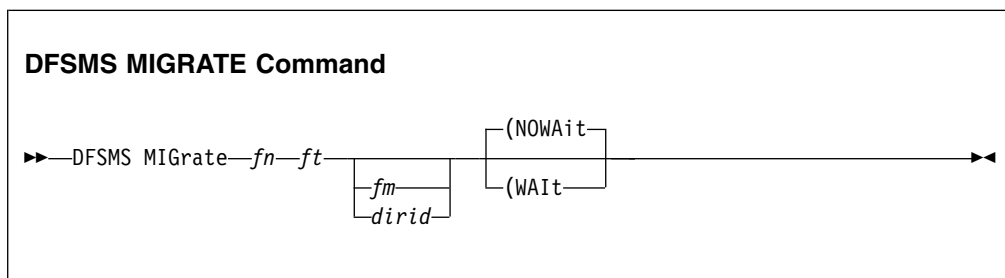 DFSMS MIGRATE Command
(NOWAit
DFSMS MIGrate fn ft
fm
(WAIt
dirid